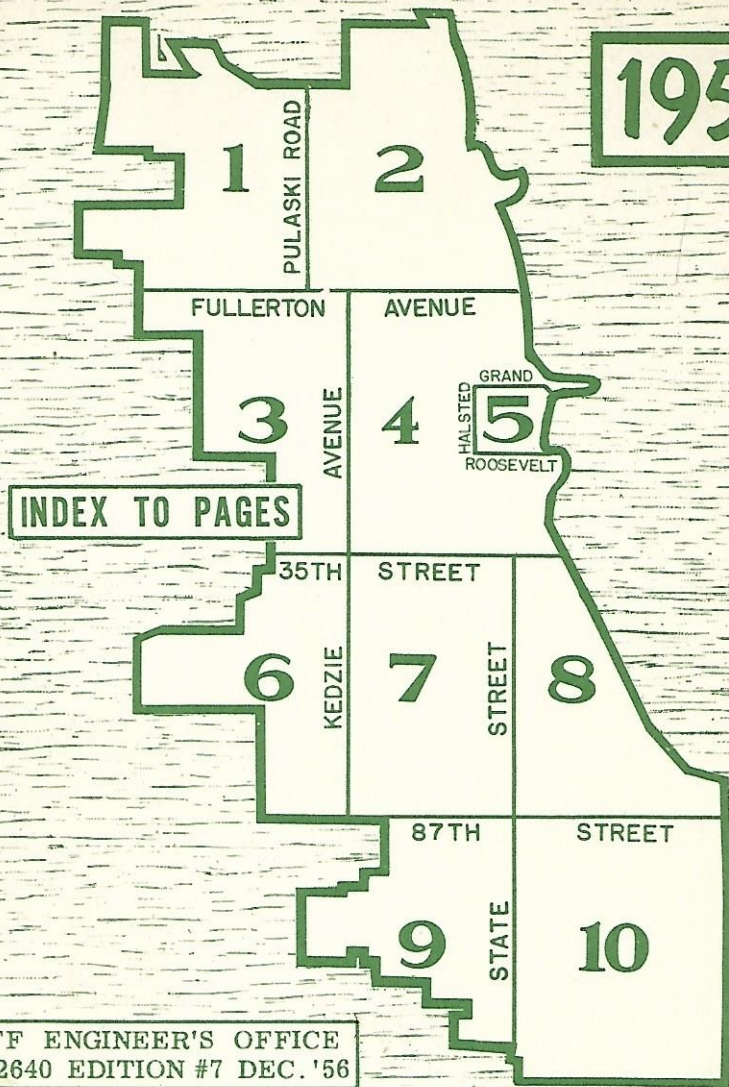 195
1
PULASKI ROAD
2
FULLERTON AVENUE
3
AVENUE
4
HALSTED
GRAND
5
ROOSEVELT
INDEX TO PAGES
35TH STREET
6
KEDZIE
7
STREET
8
87TH STREET
9
STATE
10
FF ENGINEER'S OFFICE
2640 EDITION #7 DEC. '56